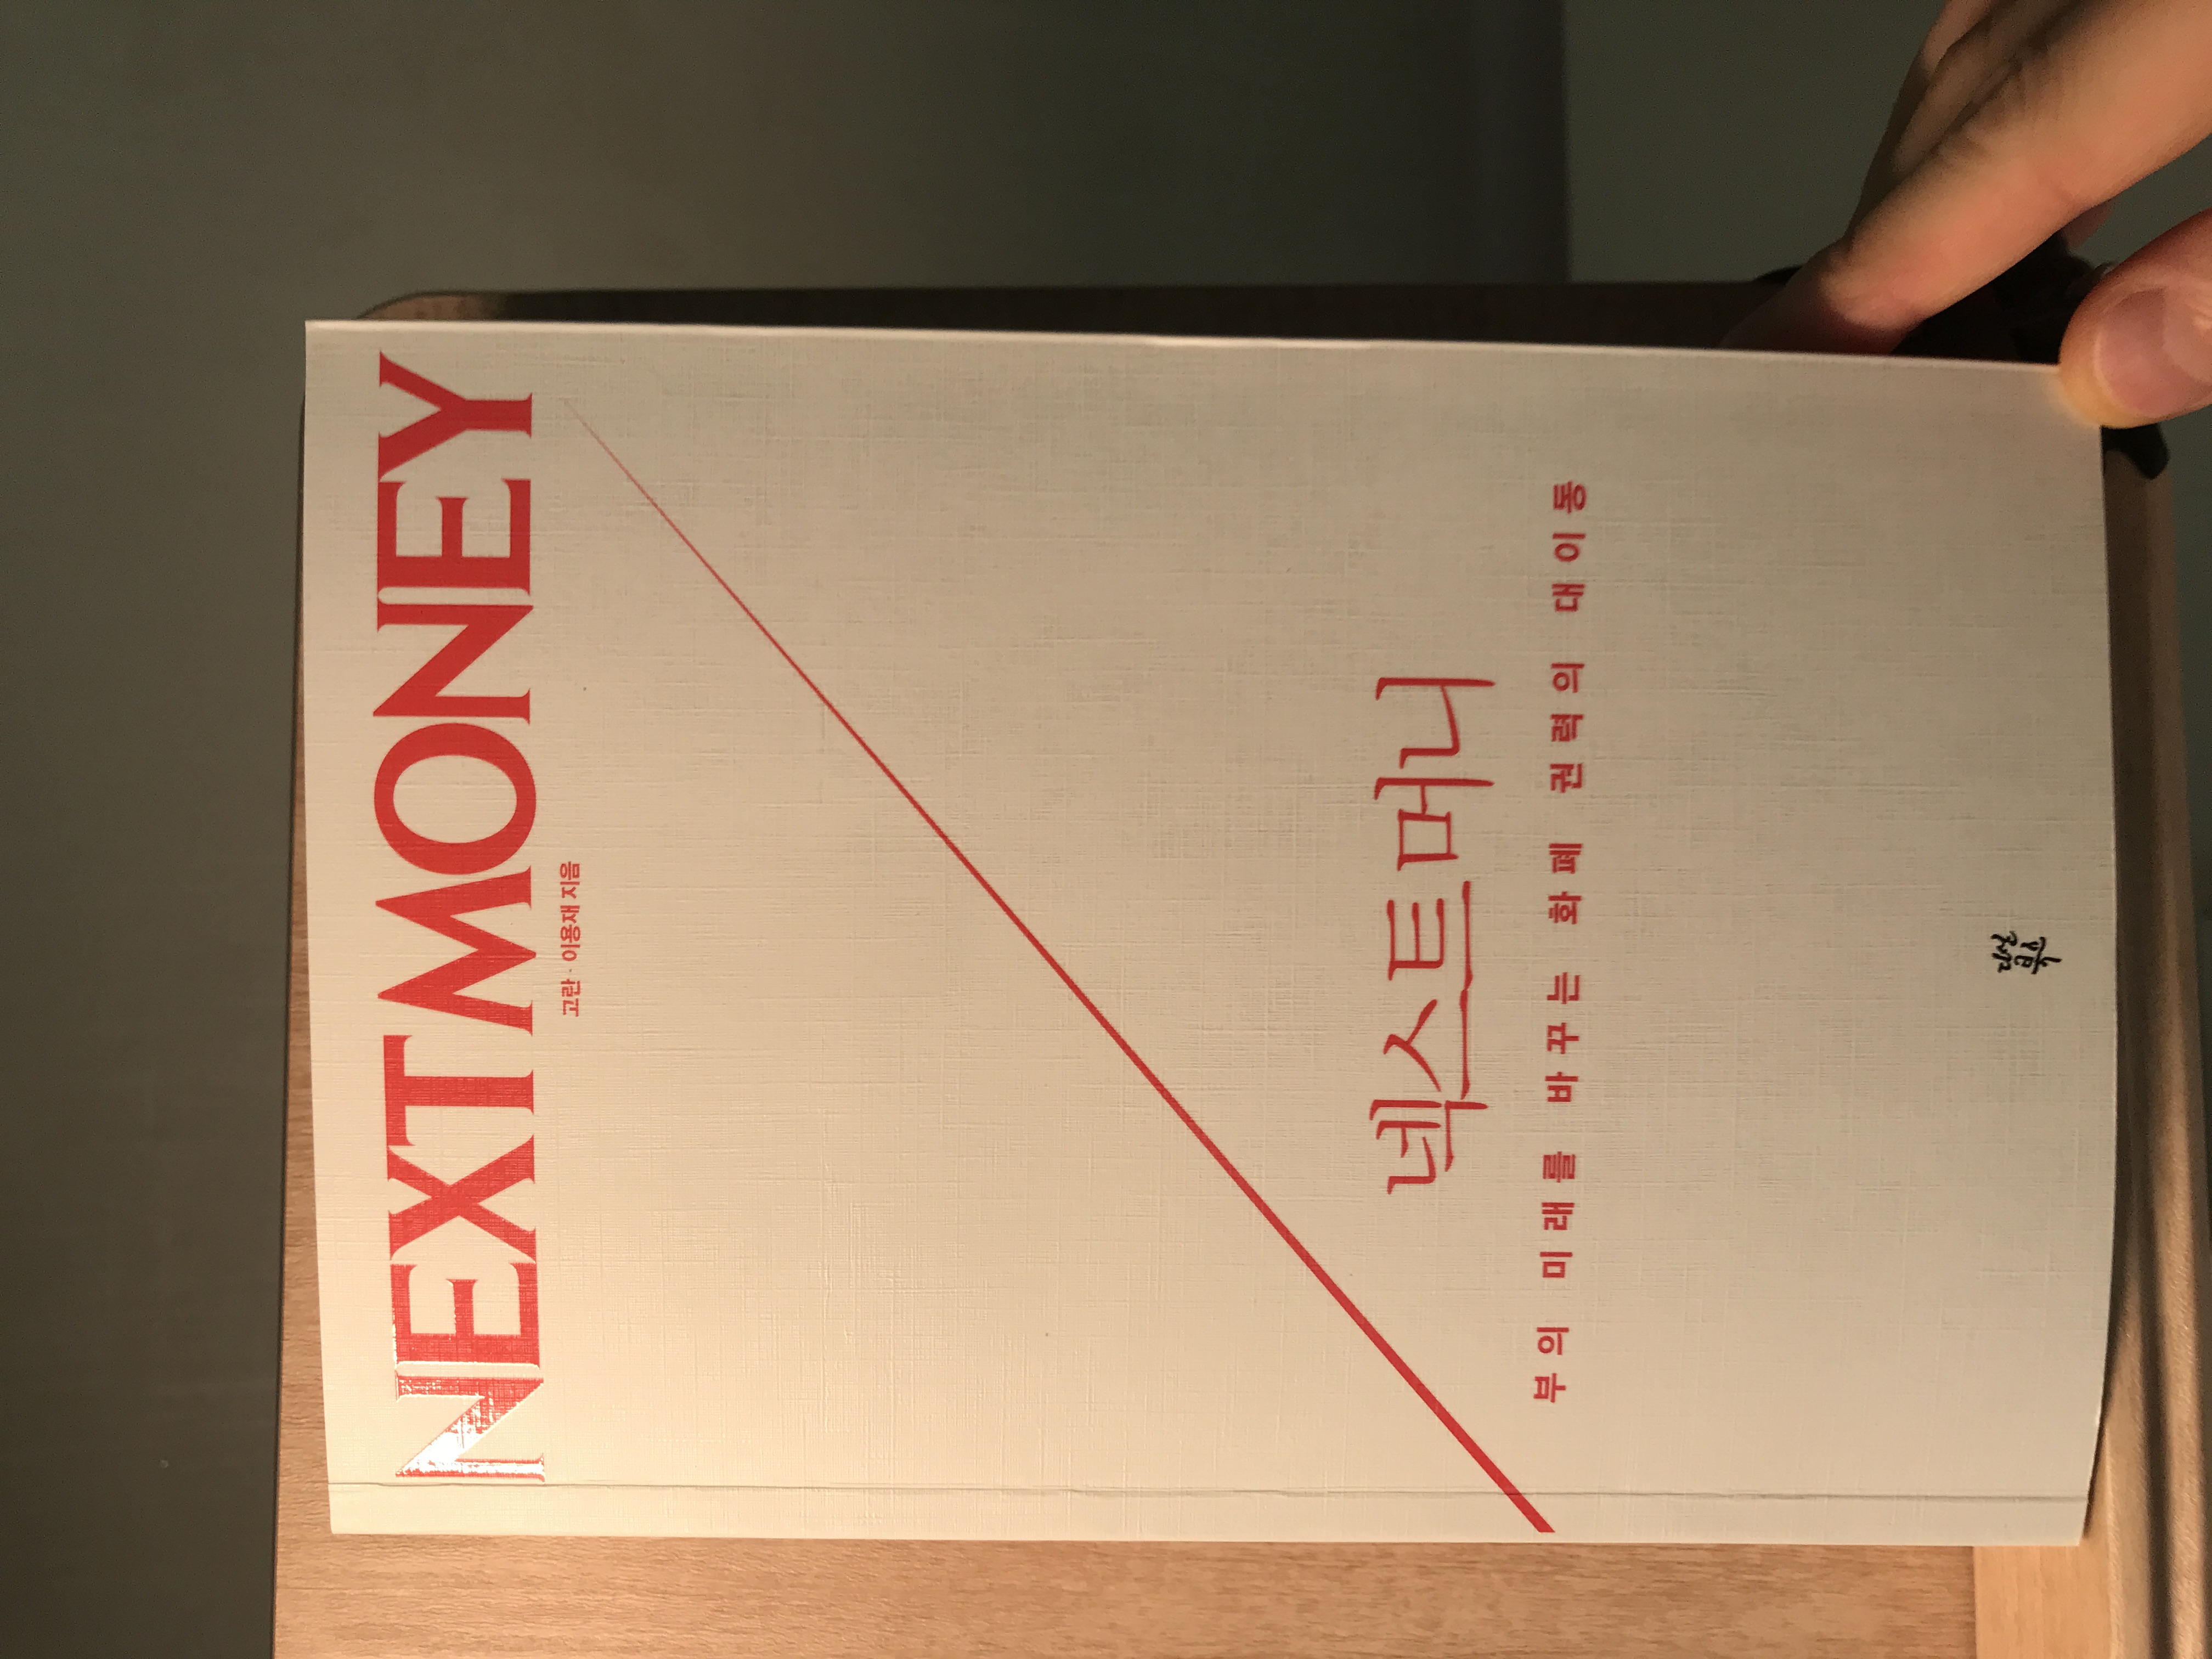 NEXT MONEY
고란·이용재 지음
넥스트 머니
부의 미래를 바꾸는 화폐 권력의 대이동